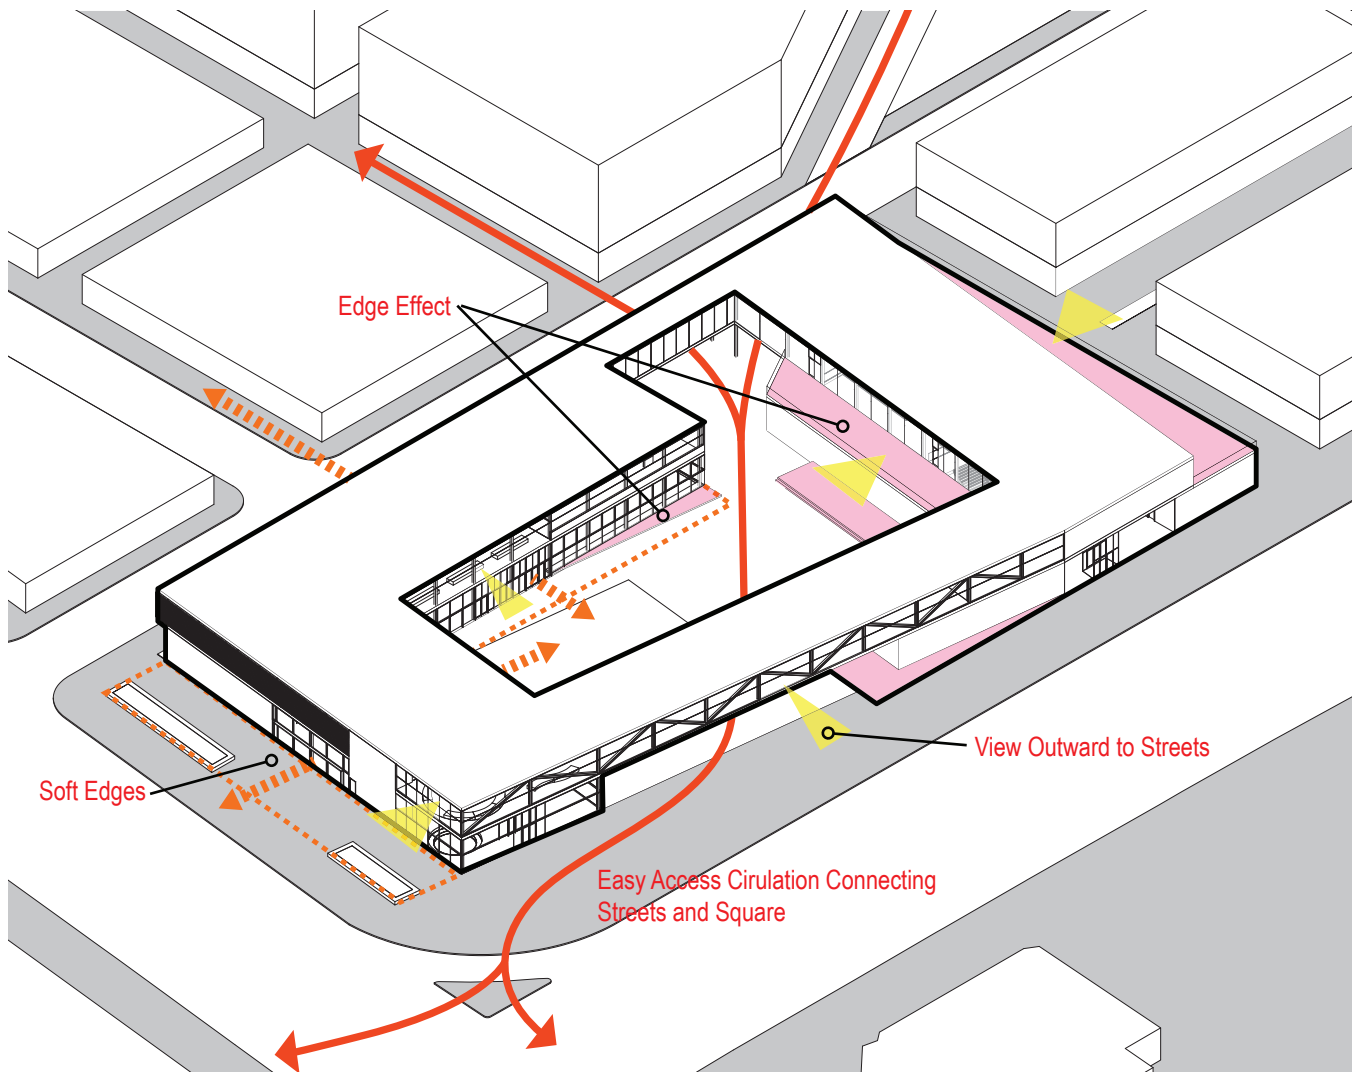 Edge Effect
View Outward to Streets
Soft Edges
Easy Access Cirulation Connecting
Streets and Square